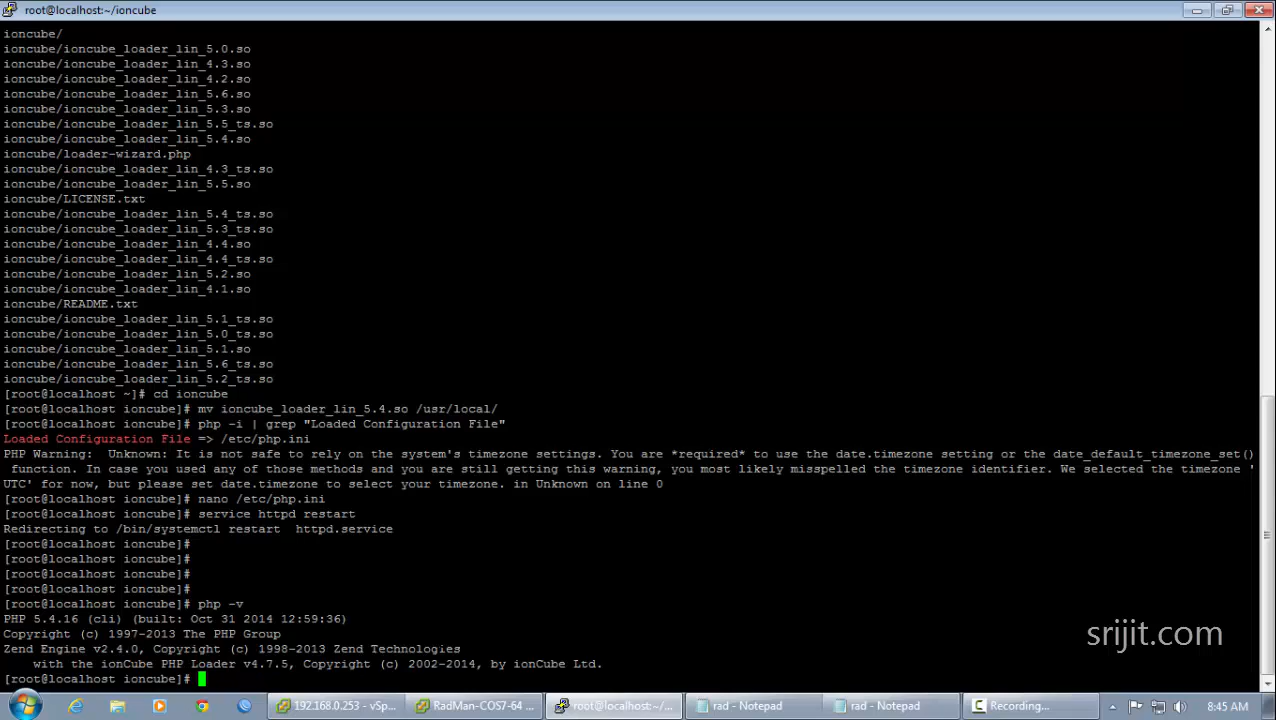 root@localhost:~/ioncube
ioncube/
ioncube/ioncube_loader_lin_5.0.so
ioncube/ioncube_loader_lin_4.3.so
ioncube/ioncube_loader_lin_4.2.so
ioncube/ioncube_loader_lin_5.6.so
ioncube/ioncube_loader_lin_5.3.so
ioncube/ioncube_loader_lin_5.5_ts.so
ioncube/ioncube_loader_lin_5.4.so
ioncube/loader-wizard.php
ioncube/ioncube_loader_lin_4.3_ts.so
ioncube/ioncube_loader_lin_5.5.so
ioncube/LICENSE.txt
ioncube/ioncube_loader_lin_5.4_ts.so
ioncube/ioncube_loader_lin_5.3_ts.so
ioncube/ioncube_loader_lin_4.4.so
ioncube/ioncube_loader_lin_4.4_ts.so
ioncube/ioncube_loader_lin_5.2.so
ioncube/ioncube_loader_lin_4.1.so
ioncube/README.txt
ioncube/ioncube_loader_lin_5.1_ts.so
ioncube/ioncube_loader_lin_5.0_ts.so
ioncube/ioncube_loader_lin_5.1.so
ioncube/ioncube_loader_lin_5.6_ts.so
ioncube/ioncube_loader_lin_5.2_ts.so
[root@localhost ~]# cd ioncube
[root@localhost ioncube]# mv ioncube_loader_lin_5.4.so /usr/local/
[root@localhost ioncube]# php -i | grep "Loaded Configuration File"
Loaded Configuration File => /etc/php.ini
PHP Warning:  Unknown: It is not safe to rely on the system's timezone settings. You are *required* to use the date.timezone setting or the date_default_timezone_set()
 function. In case you used any of those methods and you are still getting this warning, you most likely misspelled the timezone identifier. We selected the timezone '
UTC' for now, but please set date.timezone to select your timezone. in Unknown on line 0
[root@localhost ioncube]# nano /etc/php.ini
[root@localhost ioncube]# service httpd restart
Redirecting to /bin/systemctl restart  httpd.service
[root@localhost ioncube]#
[root@localhost ioncube]#
[root@localhost ioncube]#
[root@localhost ioncube]#
[root@localhost ioncube]# php -v
PHP 5.4.16 (cli) (built: Oct 31 2014 12:59:36)
Copyright (c) 1997-2013 The PHP Group
Zend Engine v2.4.0, Copyright (c) 1998-2013 Zend Technologies
    with the ionCube PHP Loader v4.7.5, Copyright (c) 2002-2014, by ionCube Ltd.
[root@localhost ioncube]#
srijit.com
192.168.0.253 - vSp... RadMan-COS7-64 ... root@localhost:~/... rad - Notepad rad - Notepad Recording... 8:45 AM